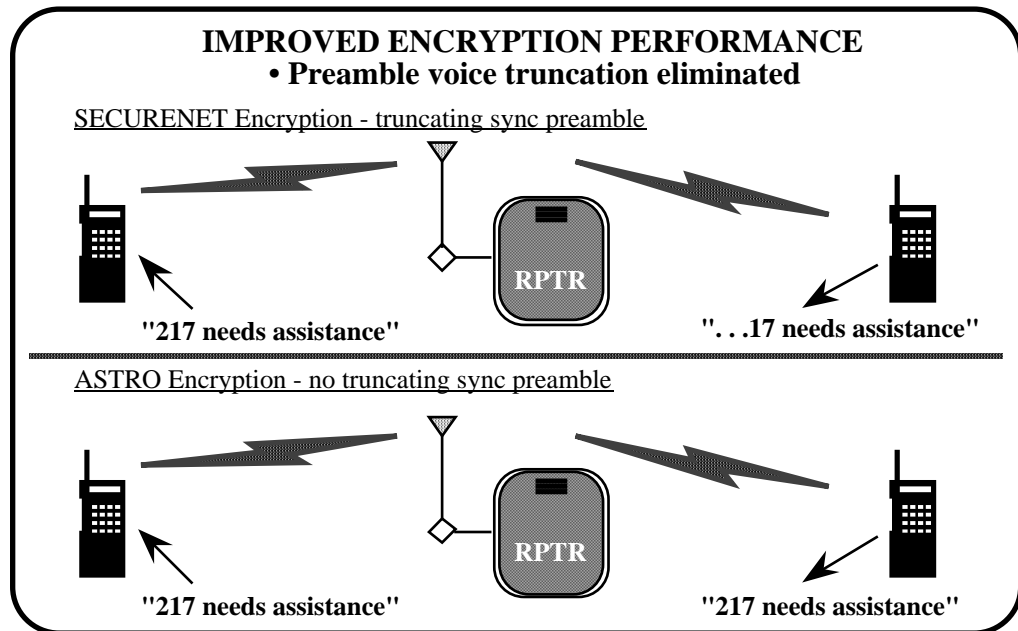 IMPROVED ENCRYPTION PERFORMANCE
• Preamble voice truncation eliminated
SECURENET Encryption - truncating sync preamble
RPTR
"217 needs assistance"
". . .17 needs assistance"
ASTRO Encryption - no truncating sync preamble
RPTR
"217 needs assistance"
"217 needs assistance"